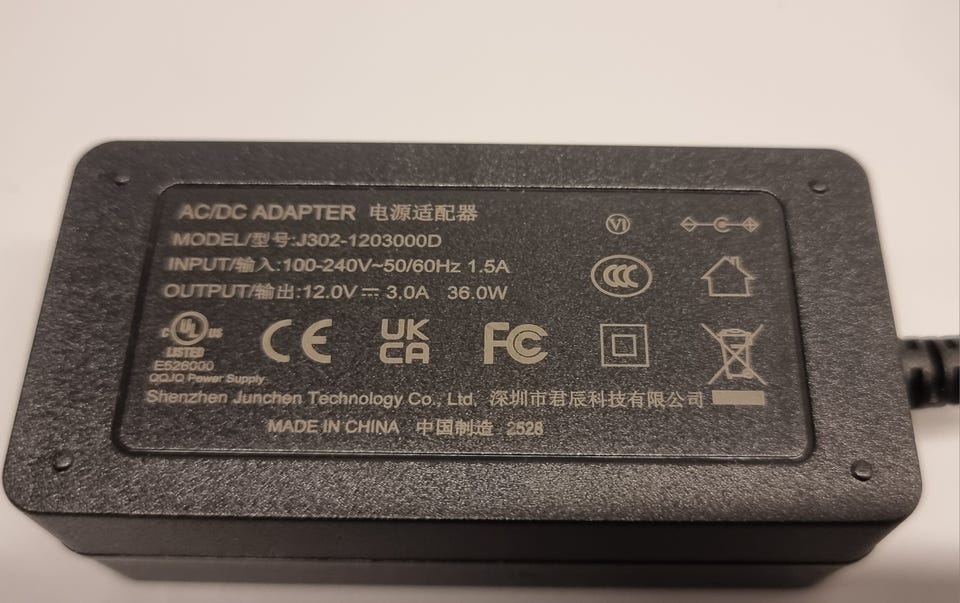 AC/DC ADAPTER 电源适配器
MODEL/型号:J302-1203000D
INPUT/输入:100-240V~50/60Hz 1.5A
OUTPUT/输出:12.0V⎓3.0A 36.0W
VI
CCC
C UL US
LISTED
E526000
QQJQ Power Supply
CE
UK
CA
FC
Shenzhen Junchen Technology Co., Ltd. 深圳市君辰科技有限公司
MADE IN CHINA 中国制造 2528